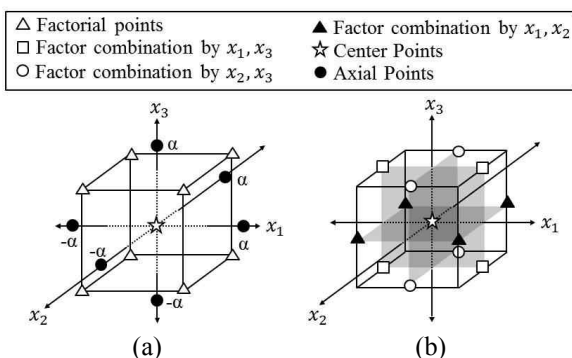 Factorial points
Factor combination by x₁, x₂
Factor combination by x₁, x₃
Center Points
Factor combination by x₂, x₃
Axial Points
x₃
α
α
x₁
-α
α
-α
-α
x₂
(a)
x₃
x₁
x₂
(b)